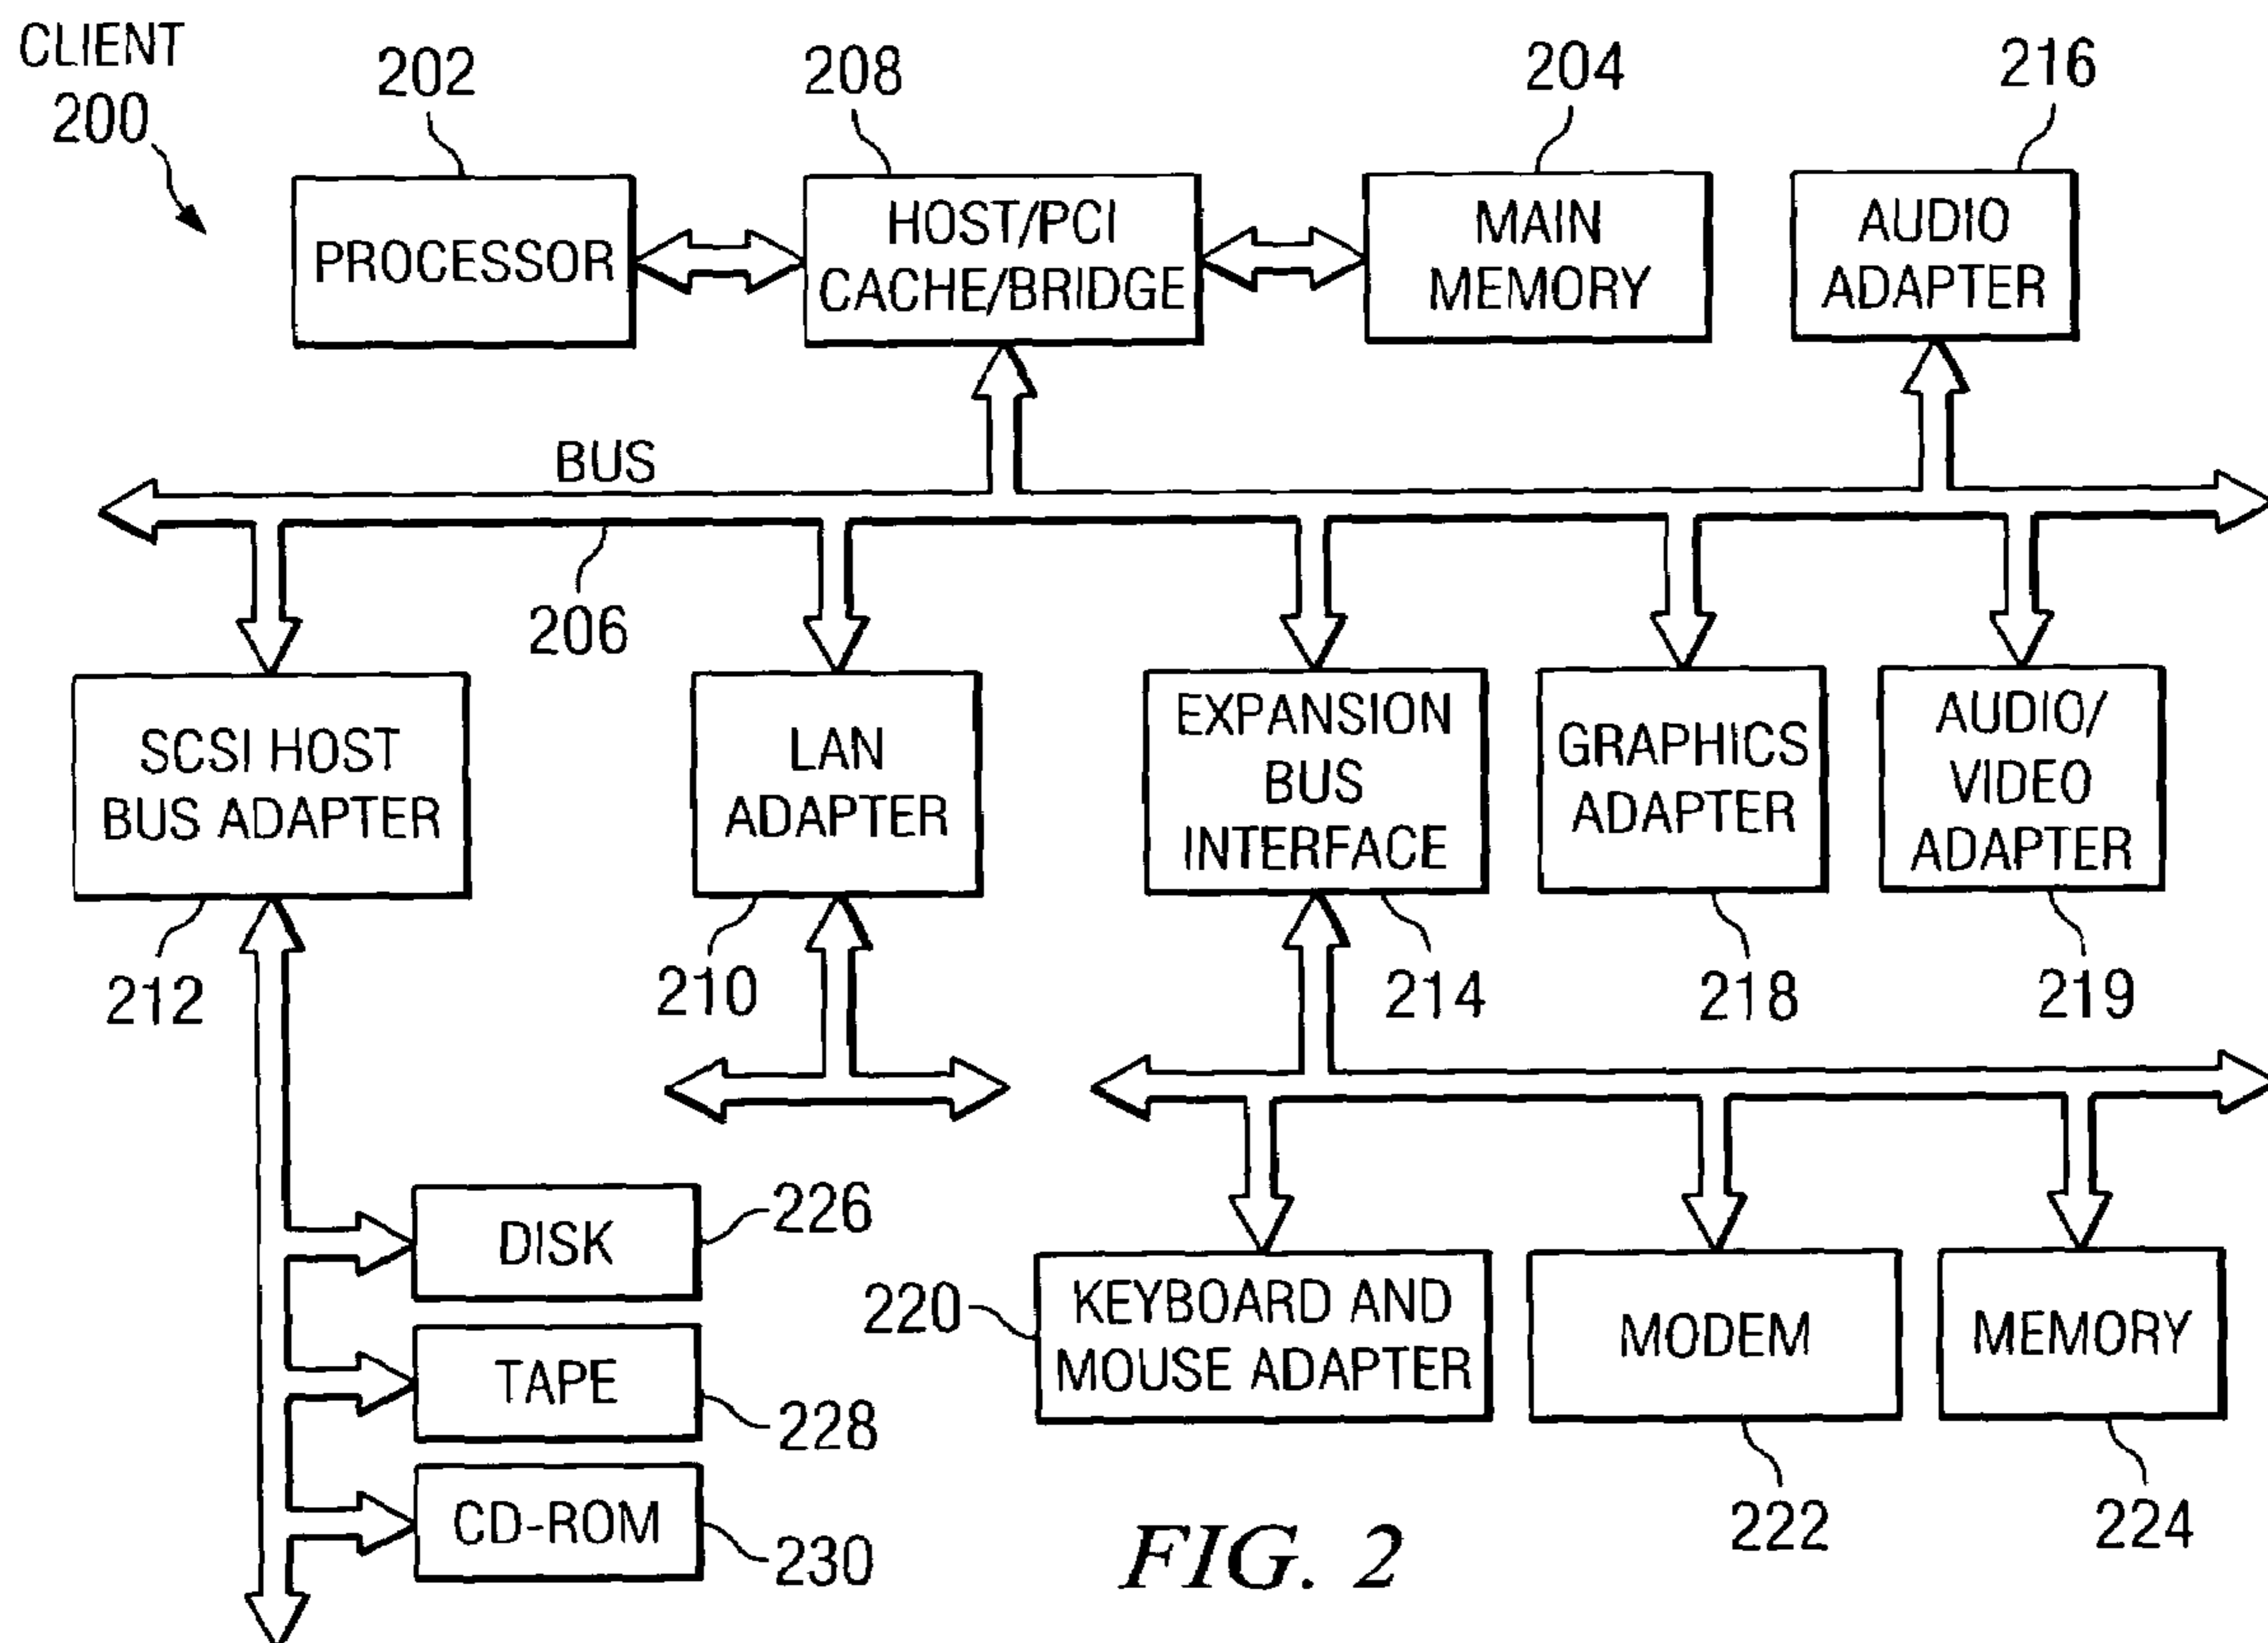 CLIENT
200
202
208
204
216
PROCESSOR
HOST/PCI
CACHE/BRIDGE
MAIN
MEMORY
AUDIO
ADAPTER
BUS
206
SCSI HOST
BUS ADAPTER
LAN
ADAPTER
EXPANSION
BUS
INTERFACE
GRAPHICS
ADAPTER
AUDIO/
VIDEO
ADAPTER
212
210
214
218
219
DISK
226
TAPE
228
CD-ROM
230
220
KEYBOARD AND
MOUSE ADAPTER
MODEM
MEMORY
222
224
FIG. 2